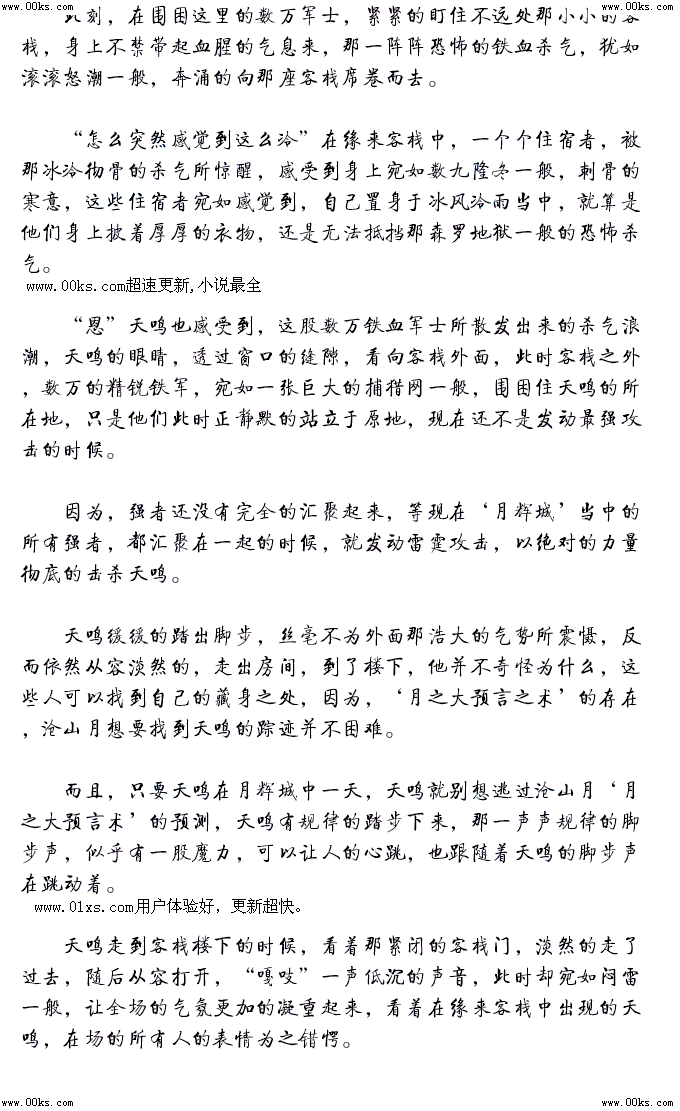 www.00ks.com www.00ks.com
此刻，在围困这里的数万军士，紧紧的盯住不远处那小小的客
栈，身上不禁带起血腥的气息来，那一阵阵恐怖的铁血杀气，犹如
滚滚怒潮一般，奔涌的向那座客栈席卷而去。
“怎么突然感觉到这么冷”在缘来客栈中，一个个住宿者，被
那冰冷彻骨的杀气所惊醒，感受到身上宛如数九隆冬一般，刺骨的
寒意，这些住宿者宛如感觉到，自己置身于冰风冷雨当中，就算是
他们身上披着厚厚的衣物，还是无法抵挡那森罗地狱一般的恐怖杀
气。
www.00ks.com超速更新,小说最全
“恩”天鸣也感受到，这股数万铁血军士所散发出来的杀气浪
潮，天鸣的眼睛，透过窗口的缝隙，看向客栈外面，此时客栈之外
，数万的精锐铁军，宛如一张巨大的捕猎网一般，围困住天鸣的所
在地，只是他们此时正静默的站立于原地，现在还不是发动最强攻
击的时候。
因为，强者还没有完全的汇聚起来，等现在‘月辉城’当中的
所有强者，都汇聚在一起的时候，就发动雷霆攻击，以绝对的力量
彻底的击杀天鸣。
天鸣缓缓的踏出脚步，丝毫不为外面那浩大的气势所震慑，反
而依然从容淡然的，走出房间，到了楼下，他并不奇怪为什么，这
些人可以找到自己的藏身之处，因为，‘月之大预言之术’的存在
，沧山月想要找到天鸣的踪迹并不困难。
而且，只要天鸣在月辉城中一天，天鸣就别想逃过沧山月‘月
之大预言术’的预测，天鸣有规律的踏步下来，那一声声规律的脚
步声，似乎有一股魔力，可以让人的心跳，也跟随着天鸣的脚步声
在跳动着。
www.01xs.com用户体验好，更新超快。
天鸣走到客栈楼下的时候，看着那紧闭的客栈门，淡然的走了
过去，随后从容打开，“嘎吱”一声低沉的声音，此时却宛如闷雷
一般，让全场的气氛更加的凝重起来，看着在缘来客栈中出现的天
鸣，在场的所有人的表情为之错愕。
www.00ks.com www.00ks.com